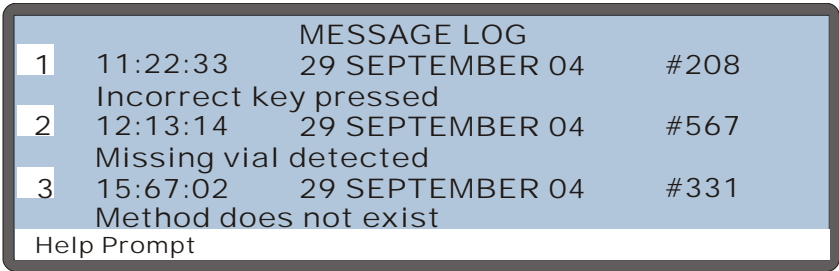 MESSAGE LOG
1 11:22:33 29 SEPTEMBER 04 #208
Incorrect key pressed
2 12:13:14 29 SEPTEMBER 04 #567
Missing vial detected
3 15:67:02 29 SEPTEMBER 04 #331
Method does not exist
Help Prompt